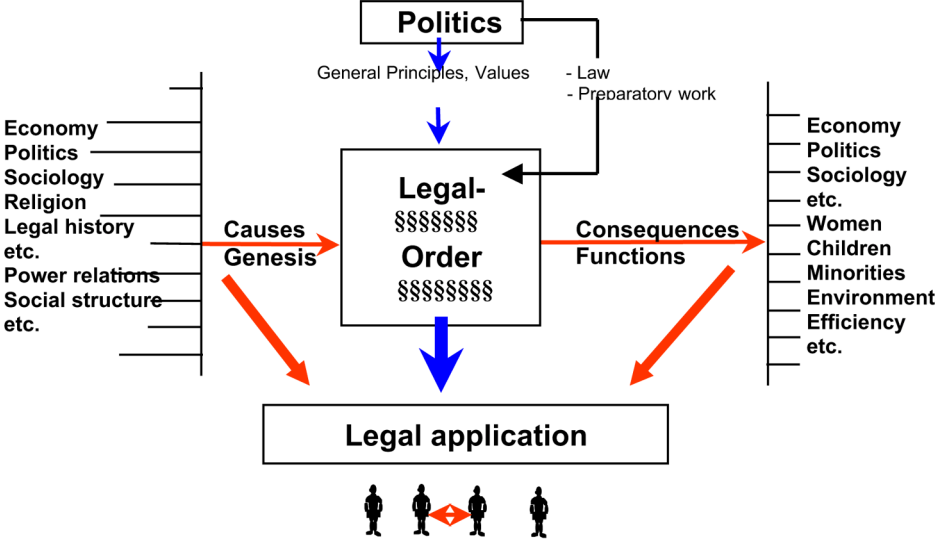 Politics
General Principles, Values
- Law
- Preparatory work
Economy
Politics
Sociology
Religion
Legal history
etc.
Power relations
Social structure
etc.
Causes
Genesis
Legal-
§§§§§§§
Order
§§§§§§§§
Consequences
Functions
Economy
Politics
Sociology
etc.
Women
Children
Minorities
Environment
Efficiency
etc.
Legal application